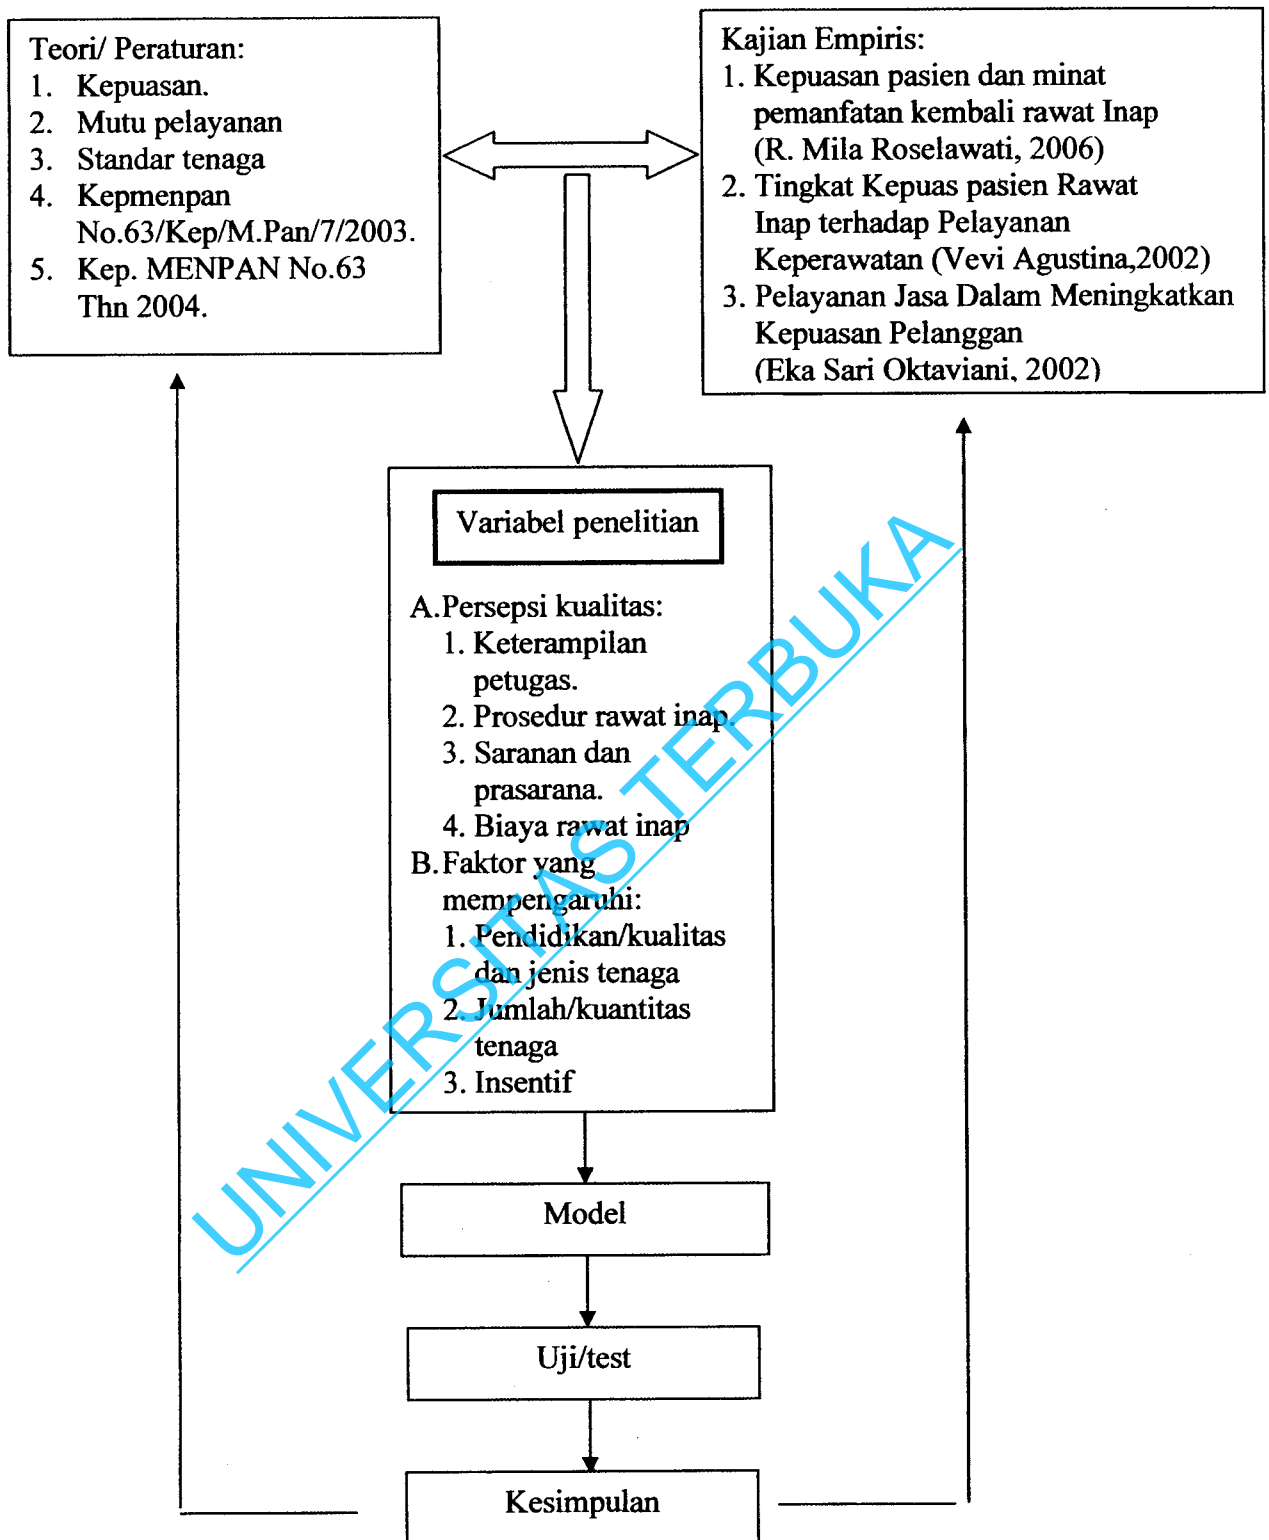 Teori/ Peraturan:
1. Kepuasan.
2. Mutu pelayanan
3. Standar tenaga
4. Kepmenpan
No.63/Kep/M.Pan/7/2003.
5. Kep. MENPAN No.63
Thn 2004.
Kajian Empiris:
1. Kepuasan pasien dan minat
pemanfatan kembali rawat Inap
(R. Mila Roselawati, 2006)
2. Tingkat Kepuas pasien Rawat
Inap terhadap Pelayanan
Keperawatan (Vevi Agustina,2002)
3. Pelayanan Jasa Dalam Meningkatkan
Kepuasan Pelanggan
(Eka Sari Oktaviani, 2002)
Variabel penelitian
A.Persepsi kualitas:
1. Keterampilan
petugas.
2. Prosedur rawat inap.
3. Saranan dan
prasarana.
4. Biaya rawat inap
B.Faktor yang
mempengaruhi:
1. Pendidikan/kualitas
dan jenis tenaga
2. Jumlah/kuantitas
tenaga
3. Insentif
Model
Uji/test
Kesimpulan
UNIVERSITAS TERBUKA